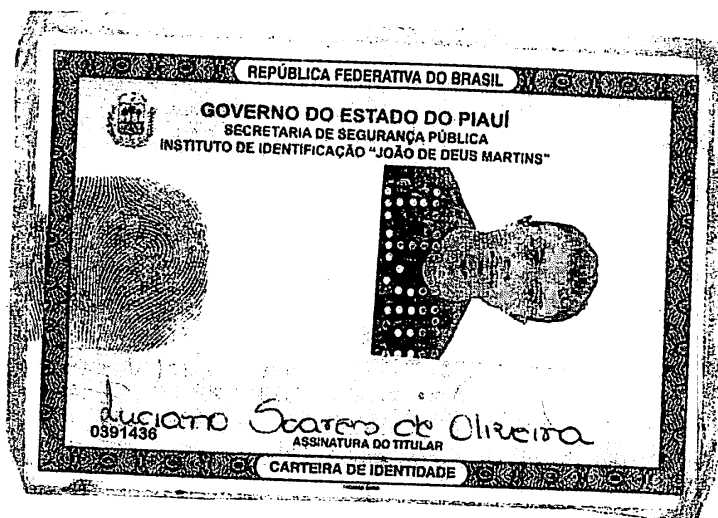 REPÚBLICA FEDERATIVA DO BRASIL
GOVERNO DO ESTADO DO PIAUÍ
SECRETARIA DE SEGURANÇA PÚBLICA
INSTITUTO DE IDENTIFICAÇÃO "JOÃO DE DEUS MARTINS"
Luciano Soares de Oliveira
0391436
ASSINATURA DO TITULAR
CARTEIRA DE IDENTIDADE